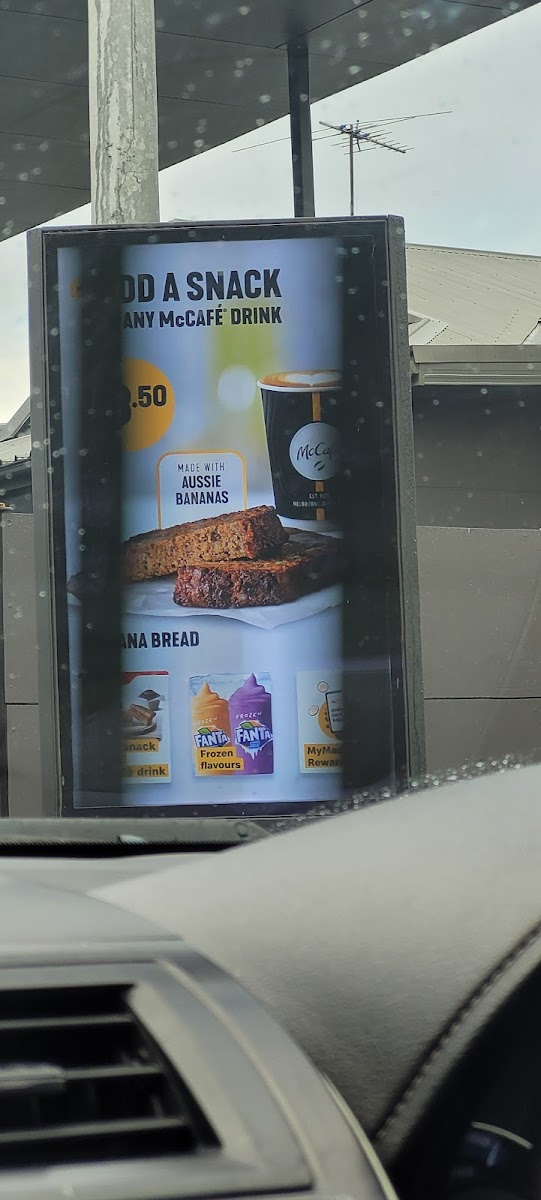 DD A SNACK
ANY McCAFÉ DRINK
.50
McCaf
MADE WITH
AUSSIE
BANANAS
ANA BREAD
FROZEN
FANTA
FROZEN
FANTA
Frozen
flavours
snack
drink
MyMac
Rewar